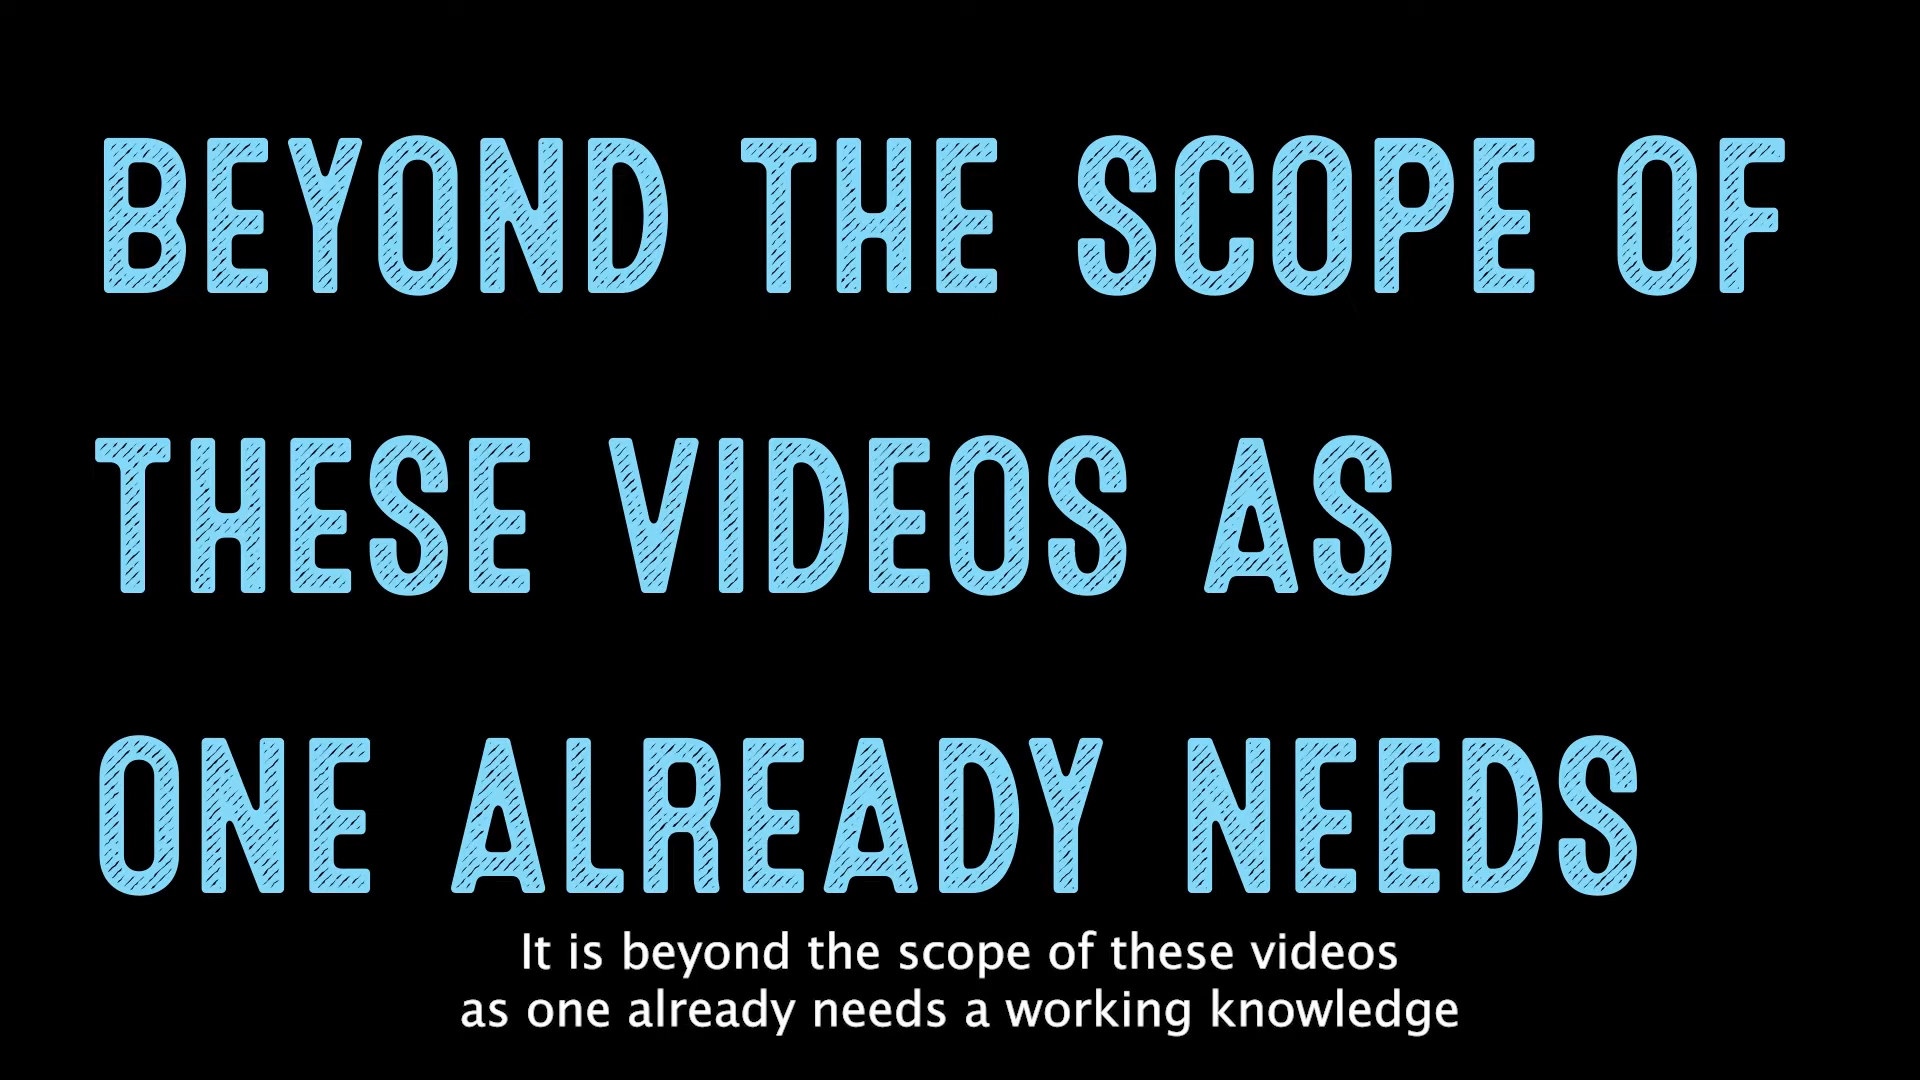 BEYOND THE SCOPE OF
THESE VIDEOS AS
ONE ALREADY NEEDS
It is beyond the scope of these videos
as one already needs a working knowledge